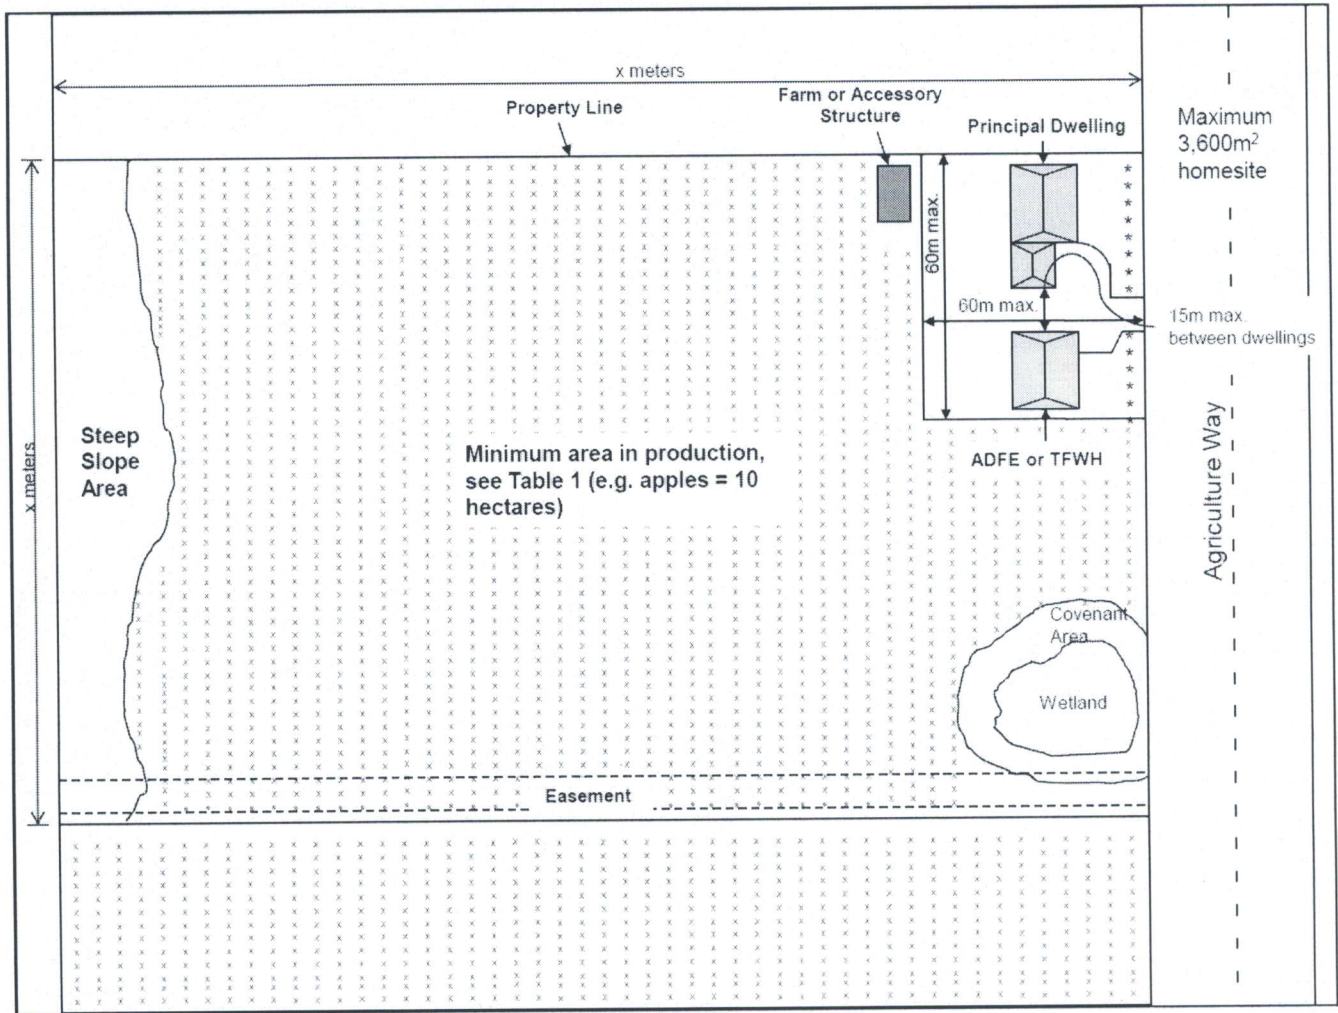 x meters
Property Line
Farm or Accessory
Structure
Principal Dwelling
Maximum
3,600m²
homesite
60m max.
60m max.
15m max.
between dwellings
ADFE or TFWH
Steep
Slope
Area
x meters
Minimum area in production,
see Table 1 (e.g. apples = 10
hectares)
Agriculture Way
Covenant
Area
Wetland
Easement